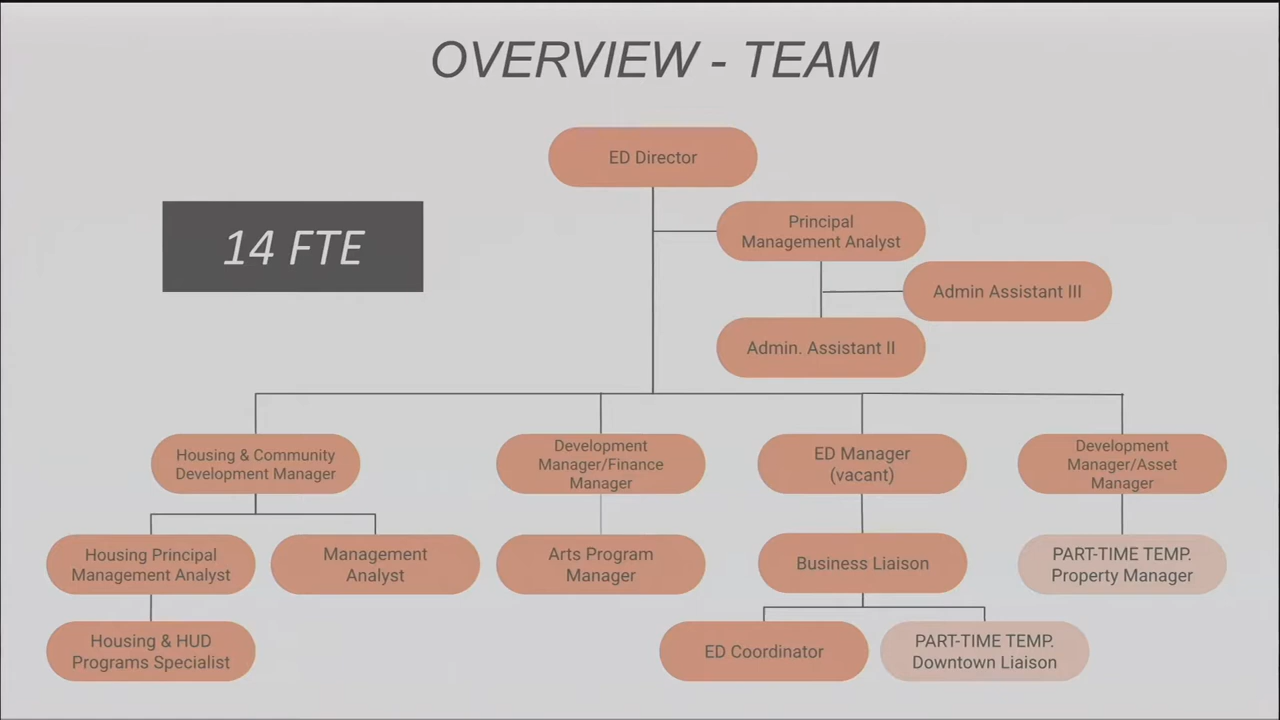 OVERVIEW - TEAM
ED Director
14 FTE
Principal
Management Analyst
Admin Assistant III
Admin. Assistant II
Housing & Community
Development Manager
Development
Manager/Finance
Manager
ED Manager
(vacant)
Development
Manager/Asset
Manager
Housing Principal
Management Analyst
Management
Analyst
Arts Program
Manager
Business Liaison
PART-TIME TEMP.
Property Manager
Housing & HUD
Programs Specialist
ED Coordinator
PART-TIME TEMP.
Downtown Liaison